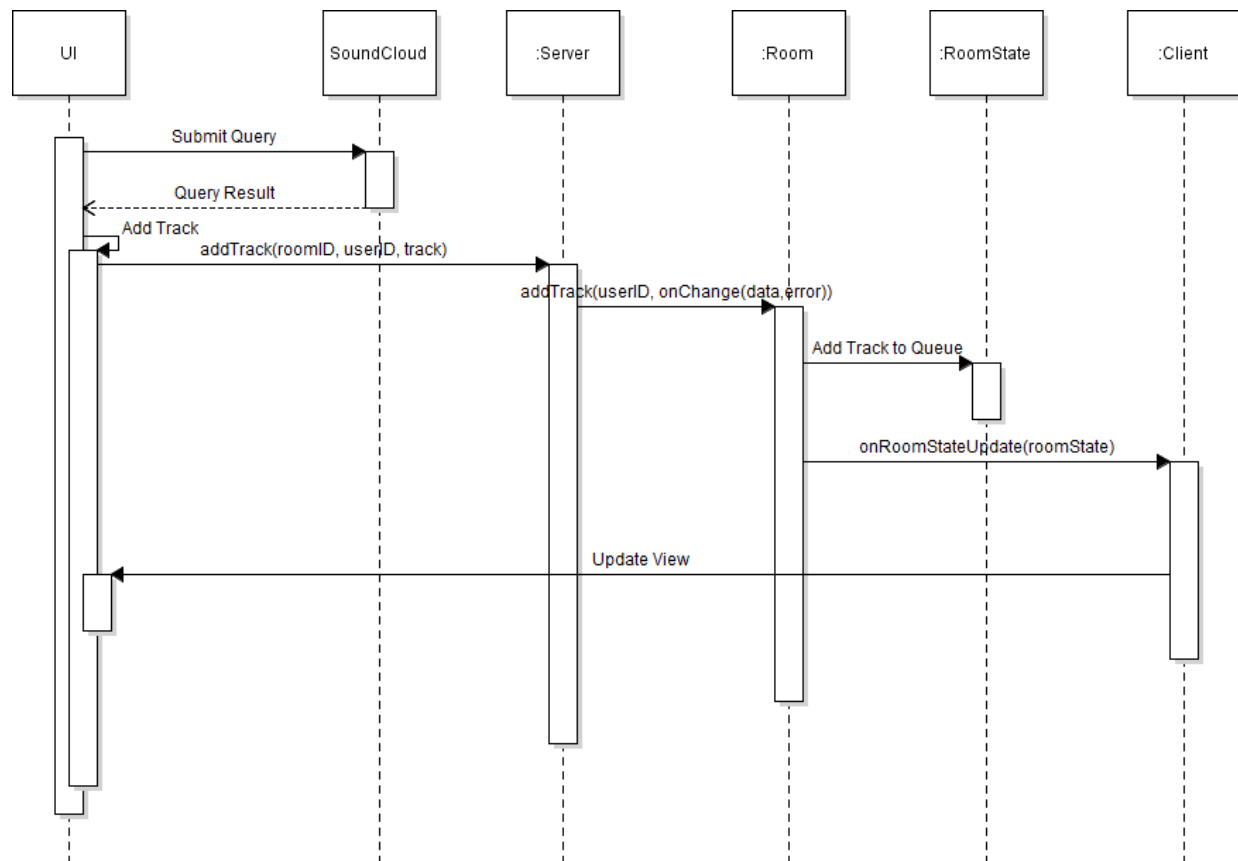 UI
SoundCloud
:Server
:Room
:RoomState
:Client
Submit Query
Query Result
Add Track
addTrack(roomID, userID, track)
addTrack(userID, onChange(data,error))
Add Track to Queue
onRoomStateUpdate(roomState)
Update View